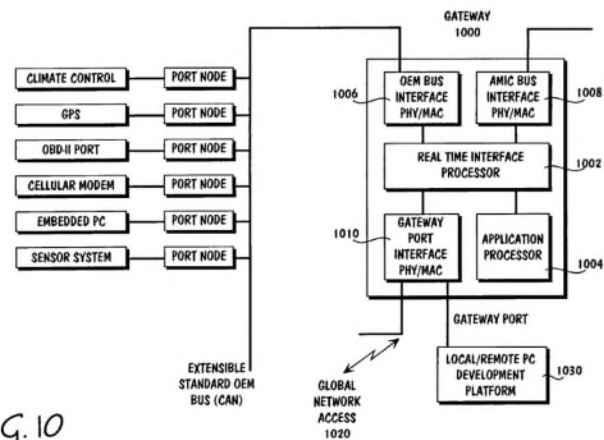 GATEWAY
1000
CLIMATE CONTROL
PORT NODE
GPS
PORT NODE
OBD-II PORT
PORT NODE
CELLULAR MODEM
PORT NODE
EMBEDDED PC
PORT NODE
SENSOR SYSTEM
PORT NODE
EXTENSIBLE
STANDARD OEM
BUS (CAN)
1006
OEM BUS
INTERFACE
PHY/MAC
AMIC BUS
INTERFACE
PHY/MAC
1008
REAL TIME INTERFACE
PROCESSOR
1002
1010
GATEWAY
PORT
INTERFACE
PHY/MAC
APPLICATION
PROCESSOR
1004
GATEWAY PORT
GLOBAL
NETWORK
ACCESS
1020
LOCAL/REMOTE PC
DEVELOPMENT
PLATFORM
1030
G. 10